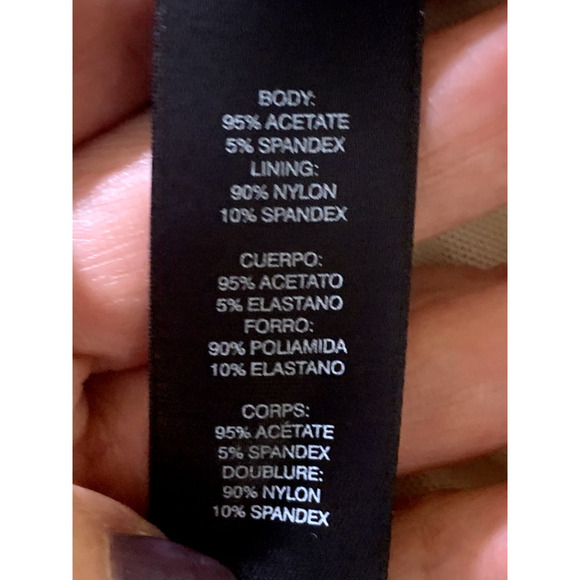 BODY:
95% ACETATE
5% SPANDEX
LINING:
90% NYLON
10% SPANDEX
CUERPO:
95% ACETATO
5% ELASTANO
FORRO:
90% POLIAMIDA
10% ELASTANO
CORPS:
95% ACÉTATE
5% SPANDEX
DOUBLURE:
90% NYLON
10% SPANDEX